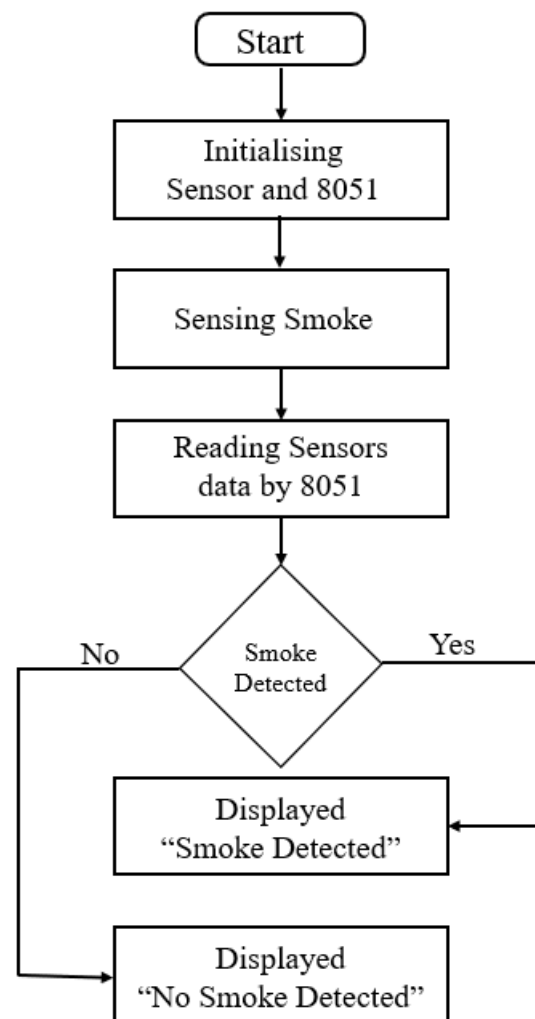 Start
Initialising
Sensor and 8051
Sensing Smoke
Reading Sensors
data by 8051
Smoke
Detected
No
Yes
Displayed
“Smoke Detected”
Displayed
“No Smoke Detected”